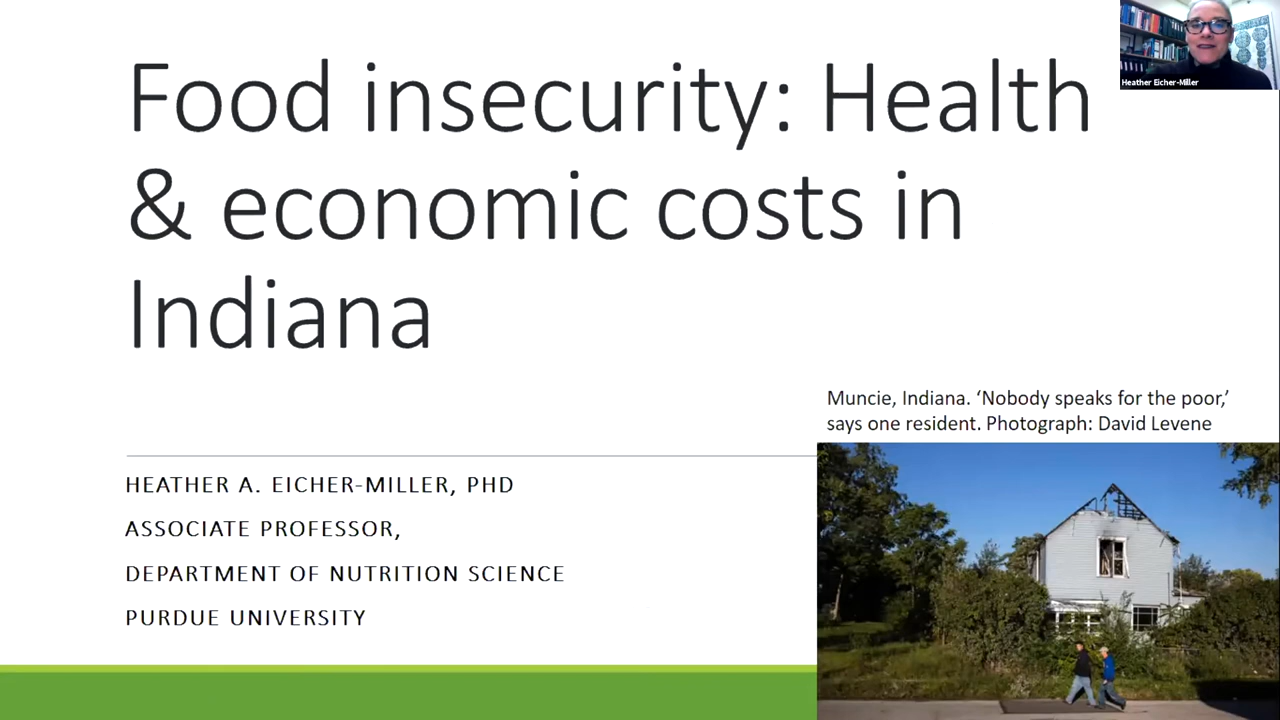 Food insecurity: Health
& economic costs in
Indiana
Heather Eicher-Miller
Muncie, Indiana. ‘Nobody speaks for the poor,’
says one resident. Photograph: David Levene
HEATHER A. EICHER-MILLER, PHD
ASSOCIATE PROFESSOR,
DEPARTMENT OF NUTRITION SCIENCE
PURDUE UNIVERSITY